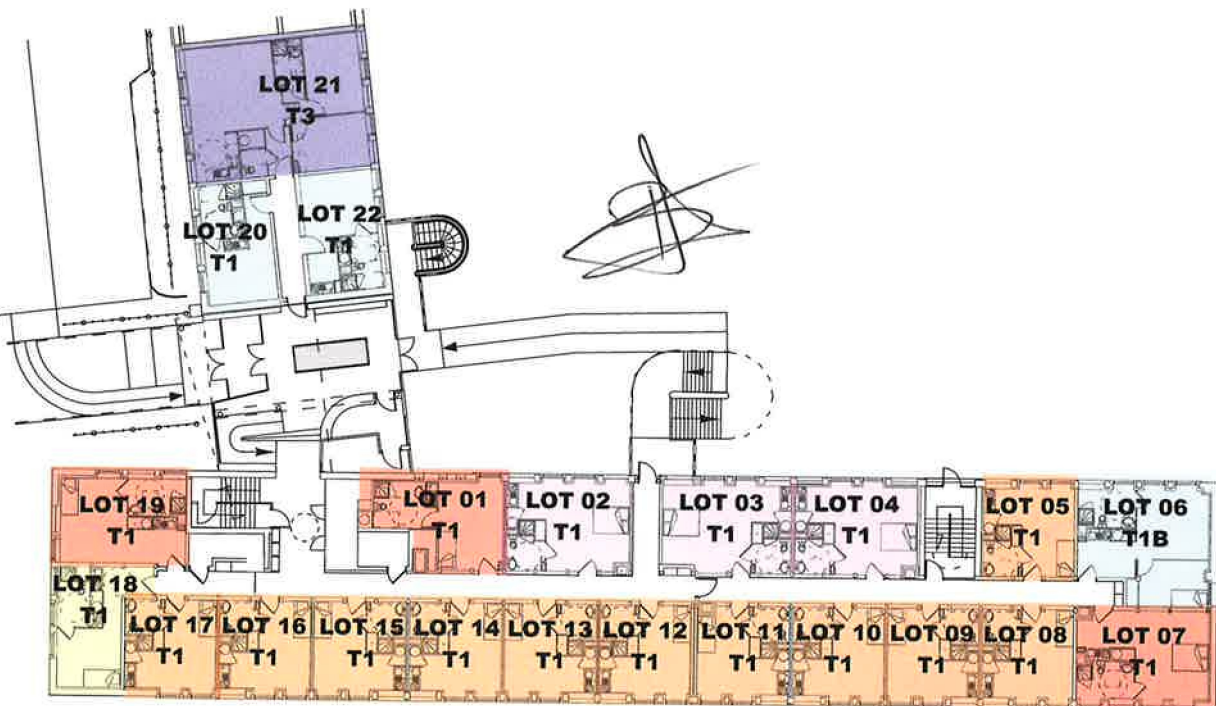 LOT 21
T3
LOT 20
T1
LOT 22
T1
LOT 19
T1
LOT 01
T1
LOT 02
T1
LOT 03
T1
LOT 04
T1
LOT 05
T1
LOT 06
T1B
LOT 18
T1
LOT 17
T1
LOT 16
T1
LOT 15
T1
LOT 14
T1
LOT 13
T1
LOT 12
T1
LOT 11
T1
LOT 10
T1
LOT 09
T1
LOT 08
T1
LOT 07
T1